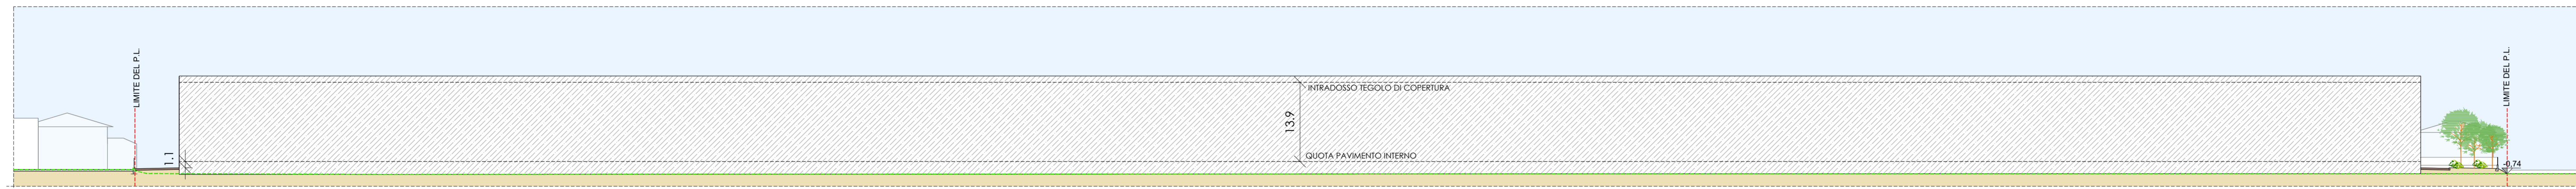 LIMITE DEL P.L.
LIMITE DEL P.L.
INTRADOSSO TEGOLO DI COPERTURA
13.9
1.1
QUOTA PAVIMENTO INTERNO
-0.74